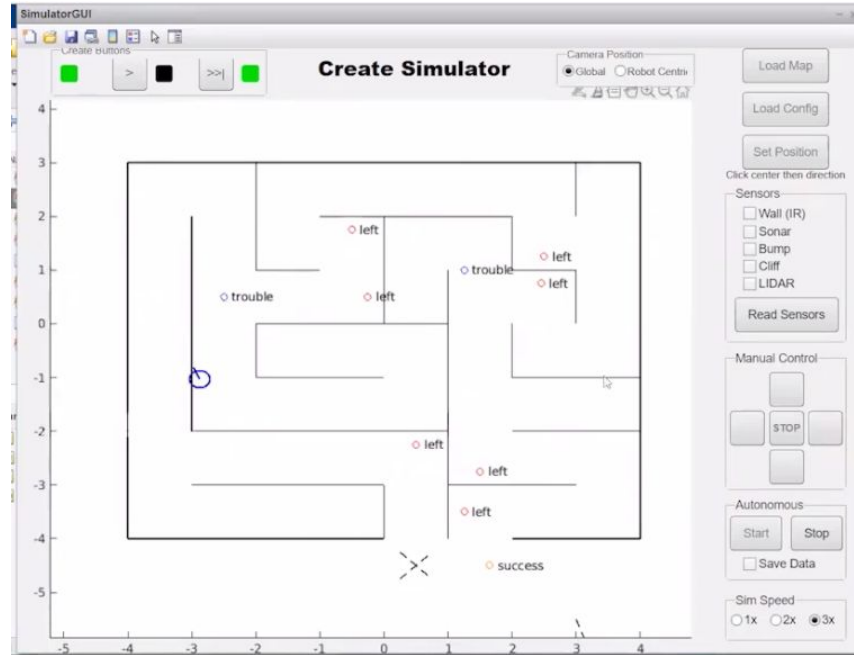 SimulatorGUI
Create Buttons
>
>>|
Create Simulator
Camera Position
Global
Robot Centri
Load Map
Load Config
Set Position
Click center then direction
Sensors
Wall (IR)
Sonar
Bump
Cliff
LIDAR
Read Sensors
Manual Control
STOP
Autonomous
Start
Stop
Save Data
Sim Speed
1x
2x
3x
4
3
2
1
0
-1
-2
-3
-4
-5
left
left
trouble
left
trouble
left
left
left
left
success
-5
-4
-3
-2
-1
0
1
2
3
4